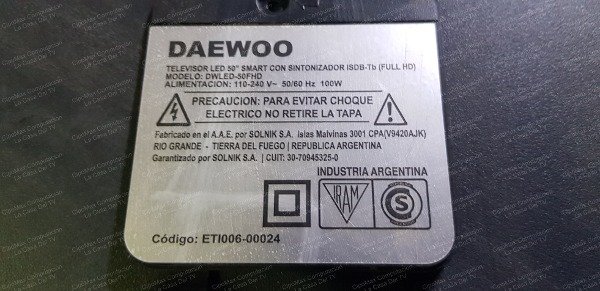 DAEWOO
TELEVISOR LED 50" SMART CON SINTONIZADOR ISDB-Tb (FULL HD)
MODELO: DWLED-50FHD
ALIMENTACION: 110-240 V~ 50/60 Hz 100W
PRECAUCION: PARA EVITAR CHOQUE
ELECTRICO NO RETIRE LA TAPA
Fabricado en el A.A.E. por SOLNIK S.A. islas Malvinas 3001 CPA(V9420AJK)
RIO GRANDE - TIERRA DEL FUEGO | REPUBLICA ARGENTINA
Garantizado por SOLNIK S.A. | CUIT: 30-70945325-0
INDUSTRIA ARGENTINA
IRAM
S
Código: ETI006-00024